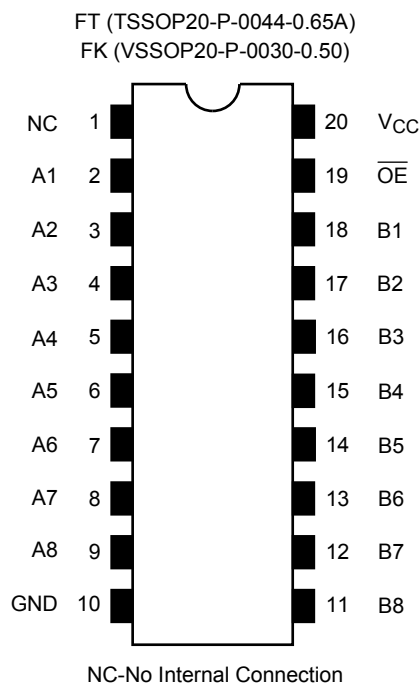 FT (TSSOP20-P-0044-0.65A)
FK (VSSOP20-P-0030-0.50)
NC 1 20 VCC
A1 2 19 O̅E̅
A2 3 18 B1
A3 4 17 B2
A4 5 16 B3
A5 6 15 B4
A6 7 14 B5
A7 8 13 B6
A8 9 12 B7
GND 10 11 B8
NC-No Internal Connection